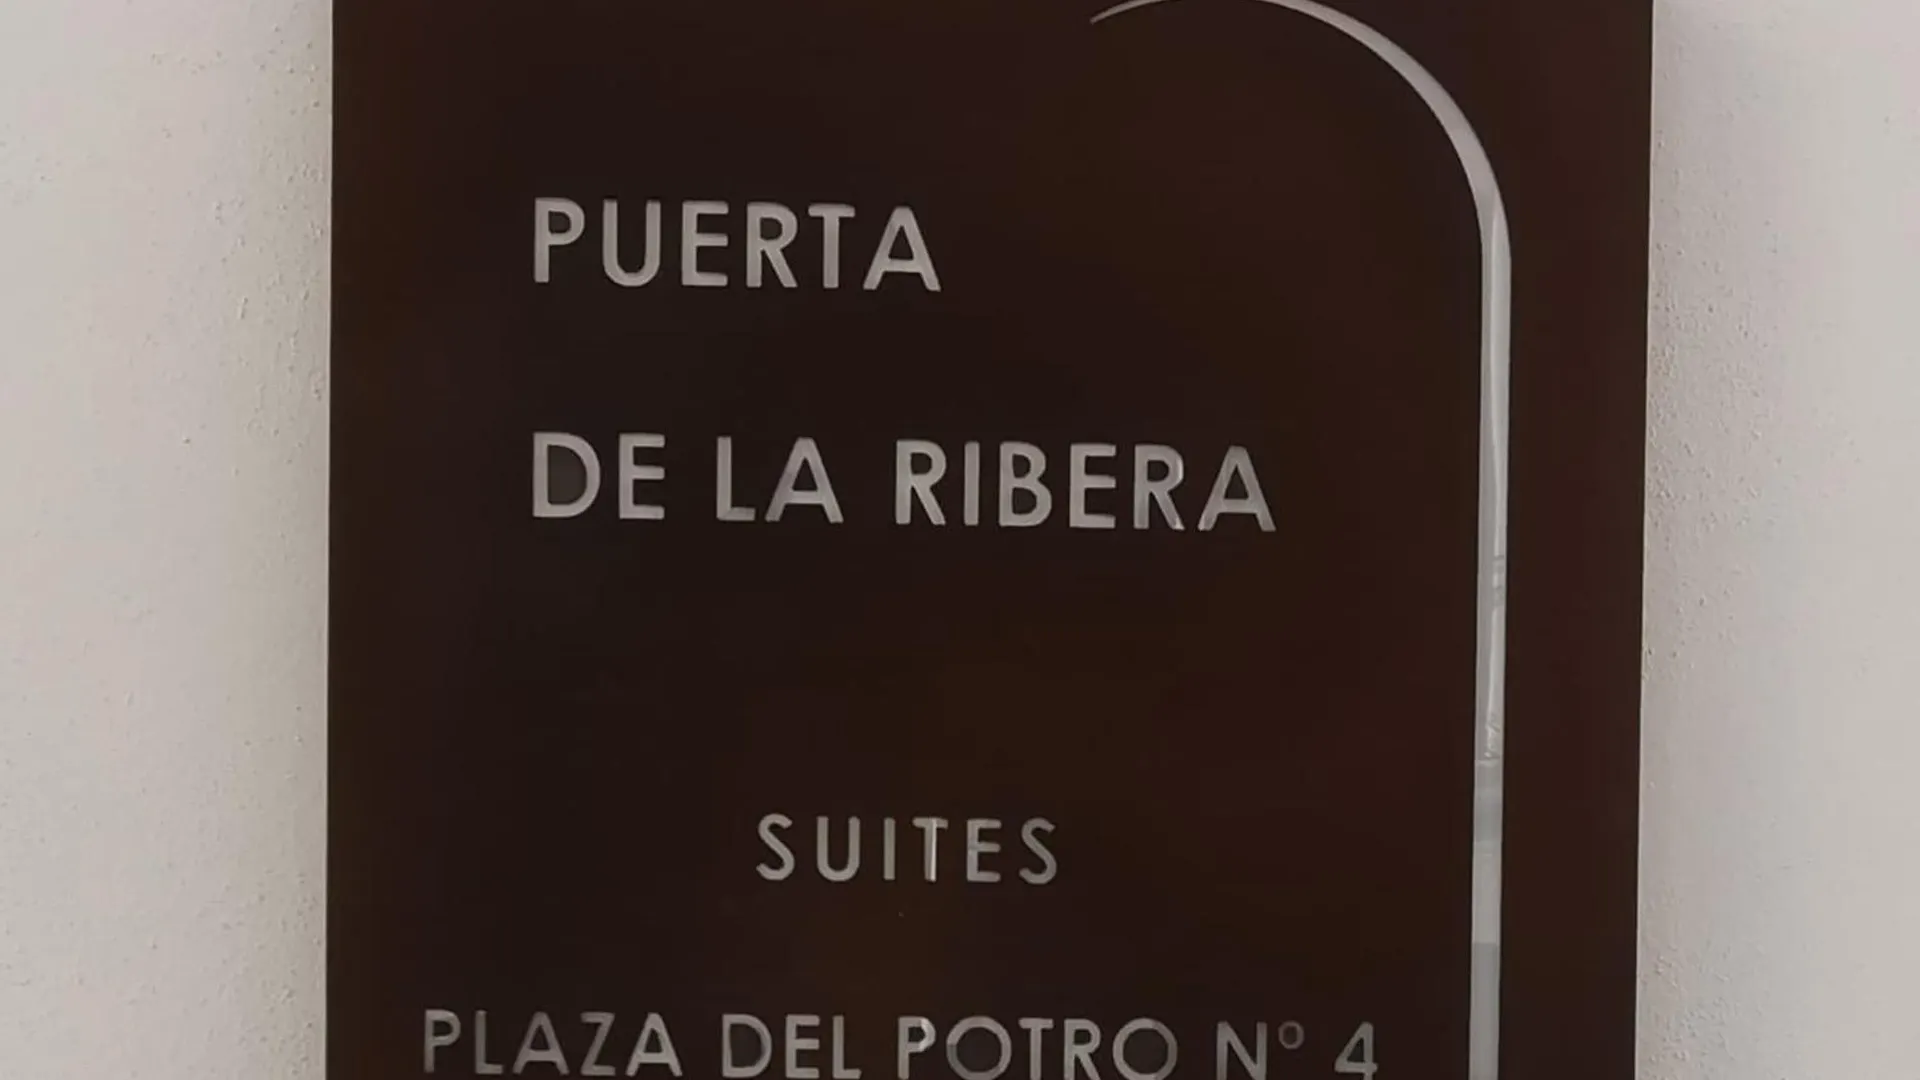 PUERTA
DE LA RIBERA
SUITES
PLAZA DEL POTRO Nº 4